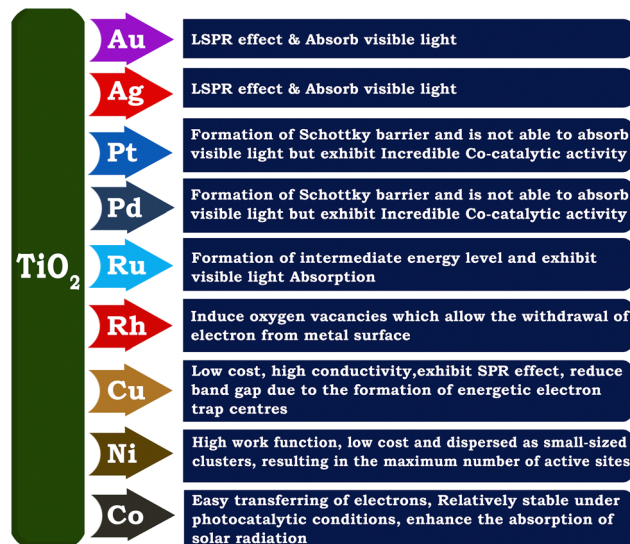 TiO₂
Au
LSPR effect & Absorb visible light
Ag
LSPR effect & Absorb visible light
Pt
Formation of Schottky barrier and is not able to absorb
visible light but exhibit Incredible Co-catalytic activity
Pd
Formation of Schottky barrier and is not able to absorb
visible light but exhibit Incredible Co-catalytic activity
Ru
Formation of intermediate energy level and exhibit
visible light Absorption
Rh
Induce oxygen vacancies which allow the withdrawal of
electron from metal surface
Cu
Low cost, high conductivity,exhibit SPR effect, reduce
band gap due to the formation of energetic electron
trap centres
Ni
High work function, low cost and dispersed as small-sized
clusters, resulting in the maximum number of active sites
Co
Easy transferring of electrons, Relatively stable under
photocatalytic conditions, enhance the absorption of
solar radiation